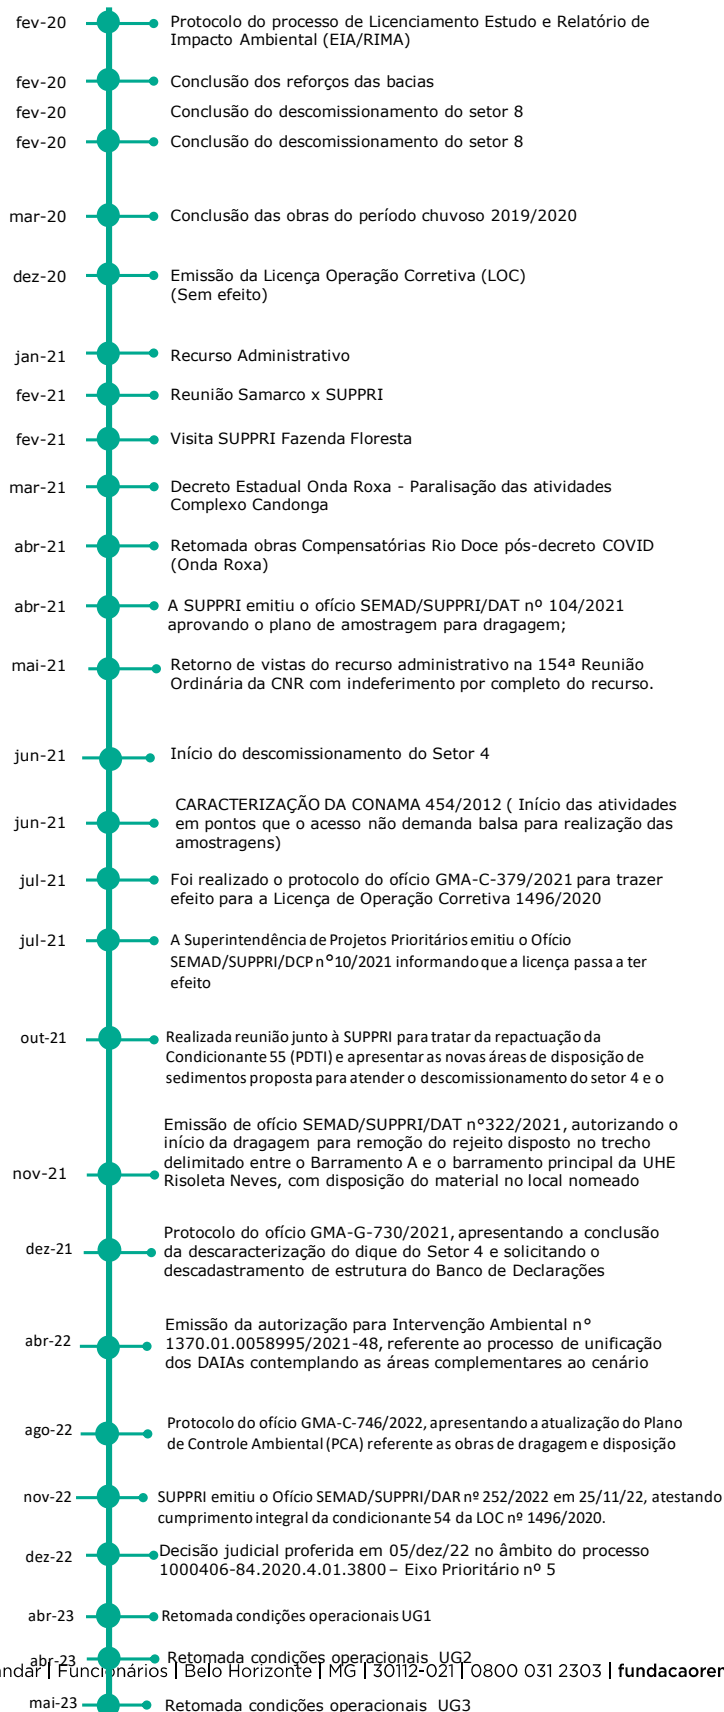 fev-20 Protocolo do processo de Licenciamento Estudo e Relatório de
Impacto Ambiental (EIA/RIMA)
fev-20 Conclusão dos reforços das bacias
fev-20 Conclusão do descomissionamento do setor 8
fev-20 Conclusão do descomissionamento do setor 8
mar-20 Conclusão das obras do período chuvoso 2019/2020
dez-20 Emissão da Licença Operação Corretiva (LOC)
(Sem efeito)
jan-21 Recurso Administrativo
fev-21 Reunião Samarco x SUPPRI
fev-21 Visita SUPPRI Fazenda Floresta
mar-21 Decreto Estadual Onda Roxa - Paralisação das atividades
Complexo Candonga
abr-21 Retomada obras Compensatórias Rio Doce pós-decreto COVID
(Onda Roxa)
abr-21 A SUPPRI emitiu o ofício SEMAD/SUPPRI/DAT nº 104/2021
aprovando o plano de amostragem para dragagem;
mai-21 Retorno de vistas do recurso administrativo na 154ª Reunião
Ordinária da CNR com indeferimento por completo do recurso.
jun-21 Início do descomissionamento do Setor 4
CARACTERIZAÇÃO DA CONAMA 454/2012 ( Início das atividades
jun-21 em pontos que o acesso não demanda balsa para realização das
amostragens)
jul-21 Foi realizado o protocolo do ofício GMA-C-379/2021 para trazer
efeito para a Licença de Operação Corretiva 1496/2020
jul-21 A Superintendência de Projetos Prioritários emitiu o Ofício
SEMAD/SUPPRI/DCP n°10/2021 informando que a licença passa a ter
efeito
out-21 Realizada reunião junto à SUPPRI para tratar da repactuação da
Condicionante 55 (PDTI) e apresentar as novas áreas de disposição de
sedimentos proposta para atender o descomissionamento do setor 4 e o
Emissão de ofício SEMAD/SUPPRI/DAT n°322/2021, autorizando o
início da dragagem para remoção do rejeito disposto no trecho
delimitado entre o Barramento A e o barramento principal da UHE
nov-21 Risoleta Neves, com disposição do material no local nomeado
Protocolo do ofício GMA-G-730/2021, apresentando a conclusão
dez-21 da descaracterização do dique do Setor 4 e solicitando o
descadastramento de estrutura do Banco de Declarações
Emissão da autorização para Intervenção Ambiental n°
abr-22 1370.01.0058995/2021-48, referente ao processo de unificação
dos DAIAs contemplando as áreas complementares ao cenário
ago-22 Protocolo do ofício GMA-C-746/2022, apresentando a atualização do Plano
de Controle Ambiental (PCA) referente as obras de dragagem e disposição
nov-22 SUPPRI emitiu o Ofício SEMAD/SUPPRI/DAR nº 252/2022 em 25/11/22, atestando
cumprimento integral da condicionante 54 da LOC nº 1496/2020.
dez-22 Decisão judicial proferida em 05/dez/22 no âmbito do processo
1000406-84.2020.4.01.3800 – Eixo Prioritário nº 5
abr-23 Retomada condições operacionais UG1
abr-23 Retomada condições operacionais UG2
andar | Funcionários | Belo Horizonte | MG | 30112-021 | 0800 031 2303 | fundacaoren
mai-23 Retomada condições operacionais UG3